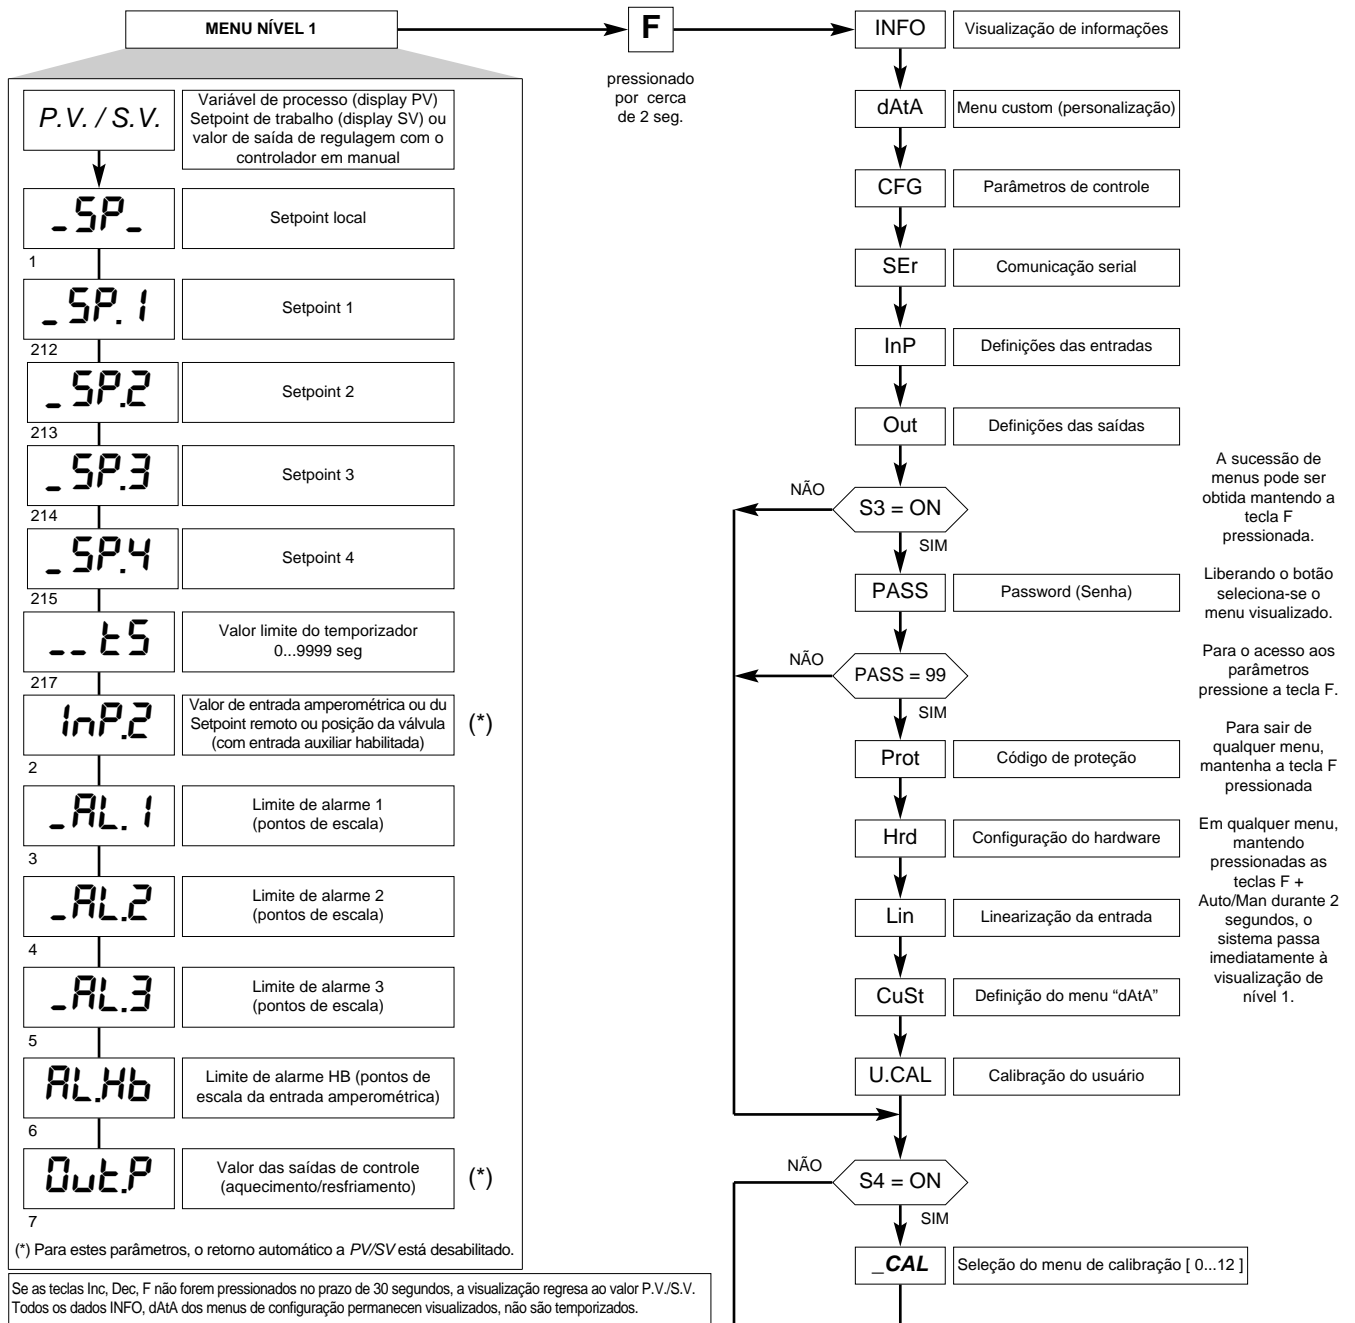 MENU NÍVEL 1
F
pressionado
por cerca
de 2 seg.
P.V. / S.V.
Variável de processo (display PV)
Setpoint de trabalho (display SV) ou
valor de saída de regulagem com o
controlador em manual
_SP_
Setpoint local
1
_SP.1
Setpoint 1
212
_SP.2
Setpoint 2
213
_SP.3
Setpoint 3
214
_SP.4
Setpoint 4
215
__tS
Valor limite do temporizador
0...9999 seg
217
InP.2
Valor de entrada amperométrica ou du
Setpoint remoto ou posição da válvula
(com entrada auxiliar habilitada)
(*)
2
_AL.1
Limite de alarme 1
(pontos de escala)
3
_AL.2
Limite de alarme 2
(pontos de escala)
4
_AL.3
Limite de alarme 3
(pontos de escala)
5
AL.Hb
Limite de alarme HB (pontos de
escala da entrada amperométrica)
6
Out.P
Valor das saídas de controle
(aquecimento/resfriamento)
(*)
7
(*) Para estes parâmetros, o retorno automático a PV/SV está desabilitado.
Se as teclas Inc, Dec, F não forem pressionados no prazo de 30 segundos, a visualização regresa ao valor P.V./S.V.
Todos os dados INFO, dAtA dos menus de configuração permanecen visualizados, não são temporizados.
INFO
Visualização de informações
dAtA
Menu custom (personalização)
CFG
Parâmetros de controle
SEr
Comunicação serial
InP
Definições das entradas
Out
Definições das saídas
NÃO
S3 = ON
SIM
PASS
Password (Senha)
NÃO
PASS = 99
SIM
Prot
Código de proteção
Hrd
Configuração do hardware
Lin
Linearização da entrada
CuSt
Definição do menu “dAtA”
U.CAL
Calibração do usuário
NÃO
S4 = ON
SIM
_CAL
Seleção do menu de calibração [ 0...12 ]
A sucessão de
menus pode ser
obtida mantendo a
tecla F
pressionada.
Liberando o botão
seleciona-se o
menu visualizado.
Para o acesso aos
parâmetros
pressione a tecla F.
Para sair de
qualquer menu,
mantenha a tecla F
pressionada
Em qualquer menu,
mantendo
pressionadas as
teclas F +
Auto/Man durante 2
segundos, o
sistema passa
imediatamente à
visualização de
nível 1.